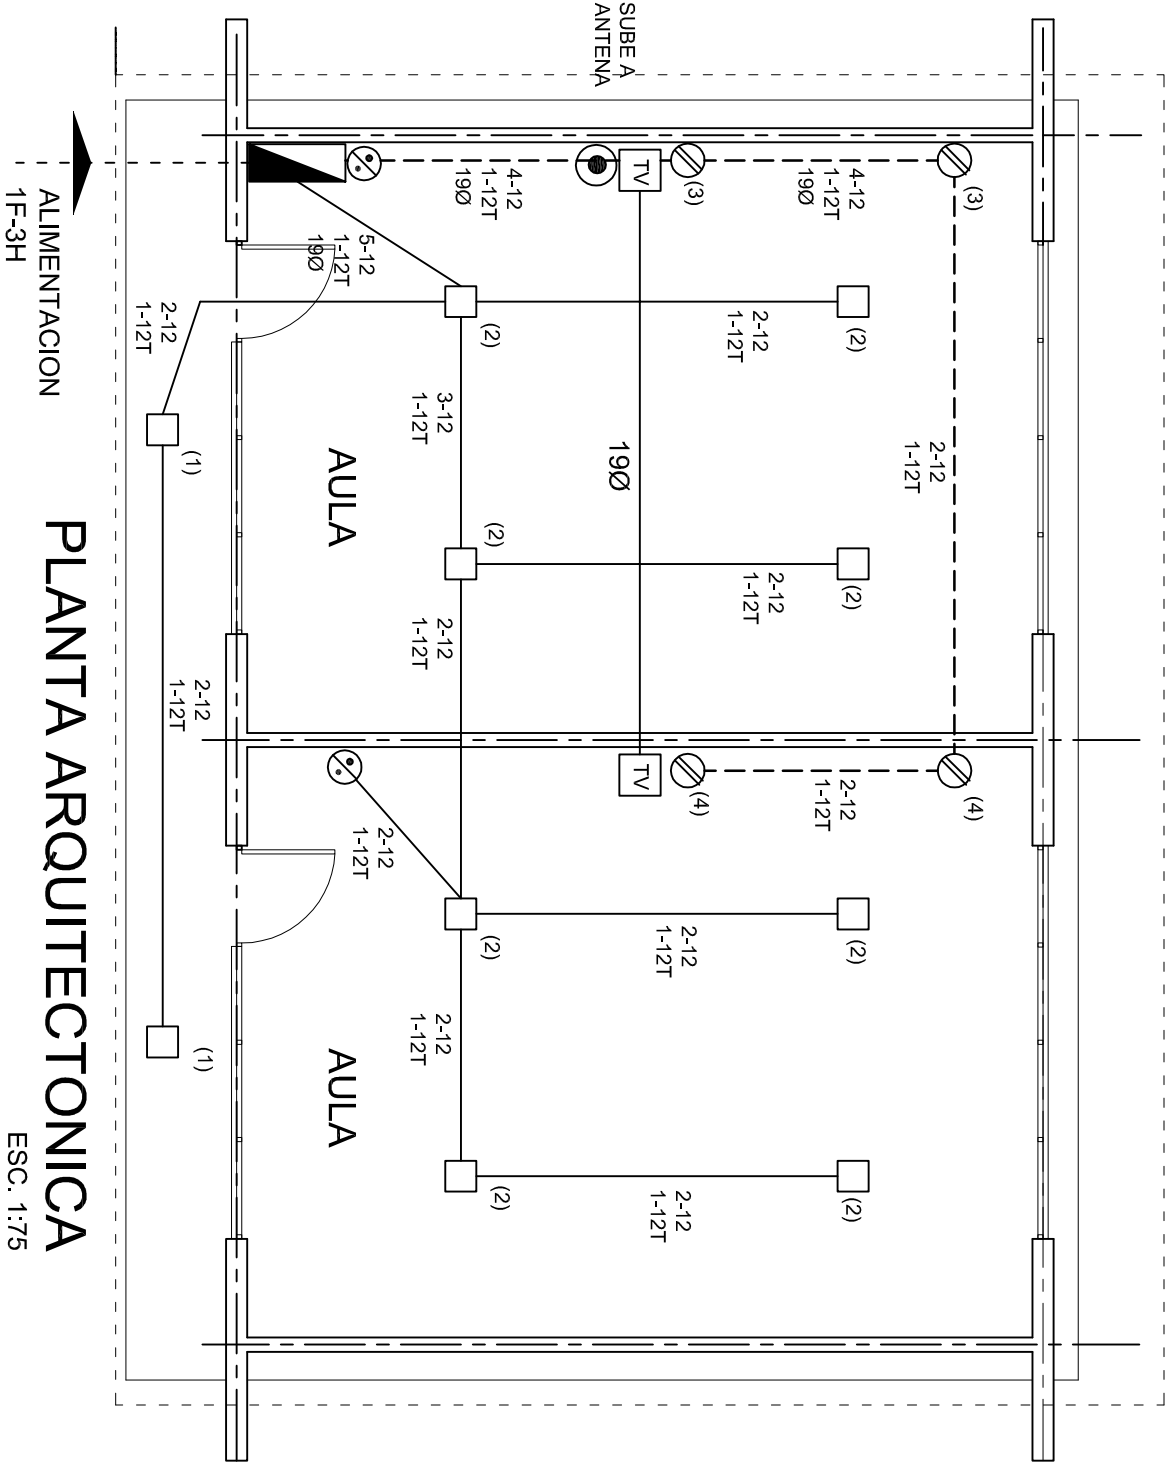 SUBE A
ANTENA
(3)
4-12
1-12T
19Ø
(3)
TV
4-12
1-12T
19Ø
5-12
1-12T
19Ø
(2)
2-12
1-12T
(2)
2-12
1-12T
2-12
1-12T
3-12
1-12T
19Ø
AULA
(1)
(2)
2-12
1-12T
(2)
2-12
1-12T
2-12
1-12T
TV
(4)
2-12
1-12T
(4)
2-12
1-12T
(2)
2-12
1-12T
(2)
2-12
1-12T
AULA
(1)
(2)
2-12
1-12T
(2)
ALIMENTACION
1F-3H
PLANTA ARQUITECTONICA
ESC. 1:75